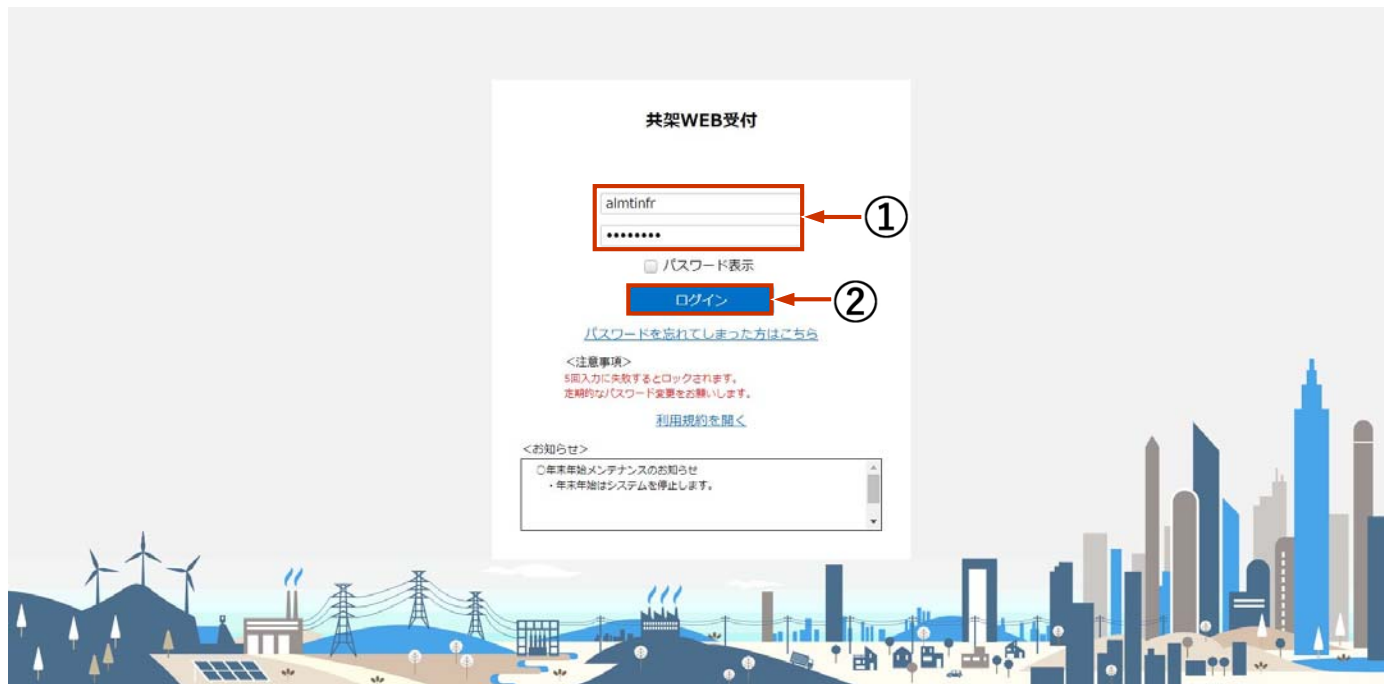 共架WEB受付
almtinfr
①
••••••••
パスワード表示
ログイン
②
パスワードを忘れてしまった方はこちら
<注意事項>
5回入力に失敗するとロックされます。
定期的なパスワード変更をお願いします。
利用規約を開く
<お知らせ>
○年末年始メンテナンスのお知らせ
・年末年始はシステムを停止します。